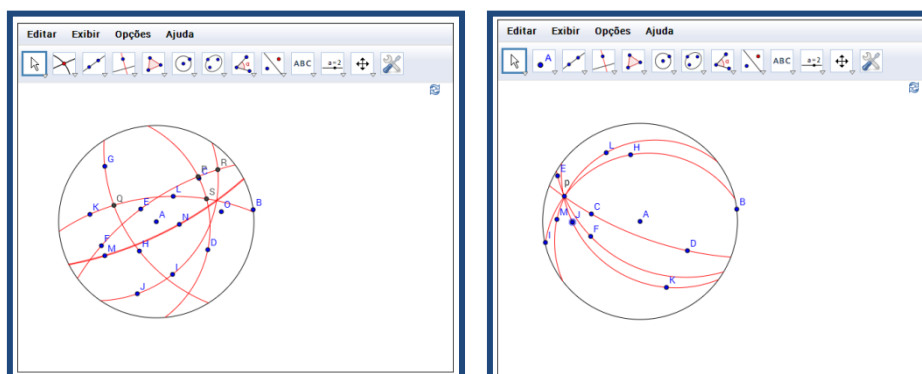 Editar Exibir Opções Ajuda
A ABC a=2
G
R
S
Q
L
K
E
O
B
A
N
F
M
H
D
I
J
Editar Exibir Opções Ajuda
A ABC a=2
L
H
E
p
B
M
C
J
A
I
F
D
K